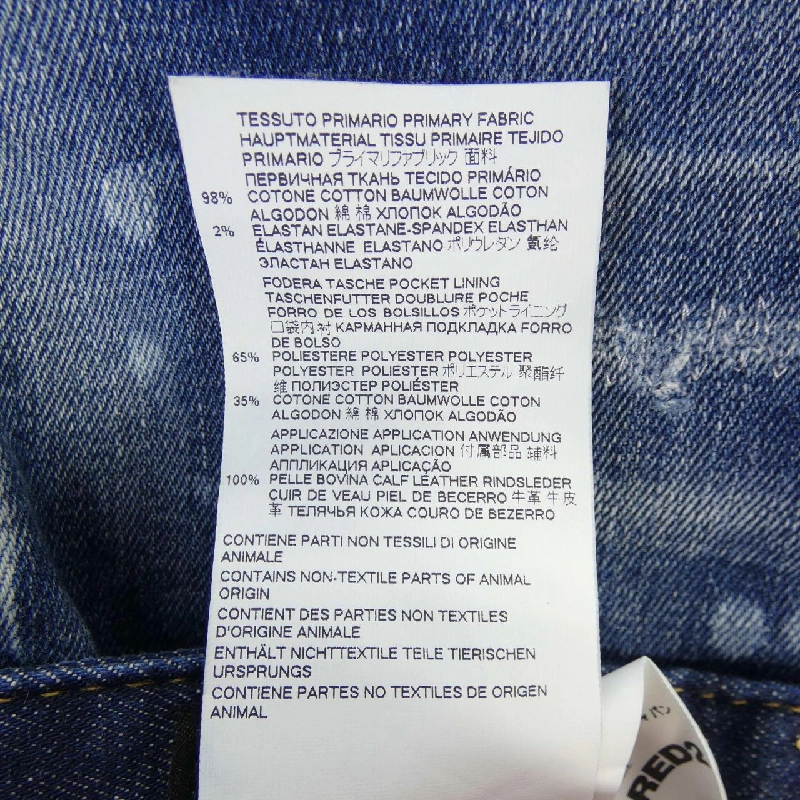 TESSUTO PRIMARIO PRIMARY FABRIC
HAUPTMATERIAL TISSU PRIMAIRE TEJIDO
PRIMARIO プライマリファブリック 面料
ПЕРВИЧНАЯ ТКАНЬ TECIDO PRIMÁRIO
98% COTONE COTTON BAUMWOLLE COTON
ALGODON 綿 棉 ХЛОПОК ALGODÃO
2% ELASTAN ELASTANE-SPANDEX ELASTHAN
ÉLASTHANNE ELASTANO ポリウレタン 氨纶
ЭЛАСТАН ELASTANO
FODERA TASCHE POCKET LINING
TASCHENFUTTER DOUBLURE POCHE
FORRO DE LOS BOLSILLOS ポケットライニング
口袋内衬 КАРМАННАЯ ПОДКЛАДКА FORRO
DE BOLSO
65% POLIESTERE POLYESTER POLYESTER
POLYESTER POLIÉSTER ポリエステル 聚酯纤
维 ПОЛИЭСТЕР POLIÉSTER
35% COTONE COTTON BAUMWOLLE COTON
ALGODON 綿 棉 ХЛОПОК ALGODÃO
APPLICAZIONE APPLICATION ANWENDUNG
APPLICATION APLICACION 付属部品 辅料
АППЛИКАЦИЯ APLICAÇÃO
100% PELLE BOVINA CALF LEATHER RINDSLEDER
CUIR DE VEAU PIEL DE BECERRO 牛革 牛皮
革 ТЕЛЯЧЬЯ КОЖА COURO DE BEZERRO
CONTIENE PARTI NON TESSILI DI ORIGINE
ANIMALE
CONTAINS NON-TEXTILE PARTS OF ANIMAL
ORIGIN
CONTIENT DES PARTIES NON TEXTILES
D'ORIGINE ANIMALE
ENTHÄLT NICHTTEXTILE TEILE TIERISCHEN
URSPRUNGS
CONTIENE PARTES NO TEXTILES DE ORIGEN
ANIMAL
パン
RED2